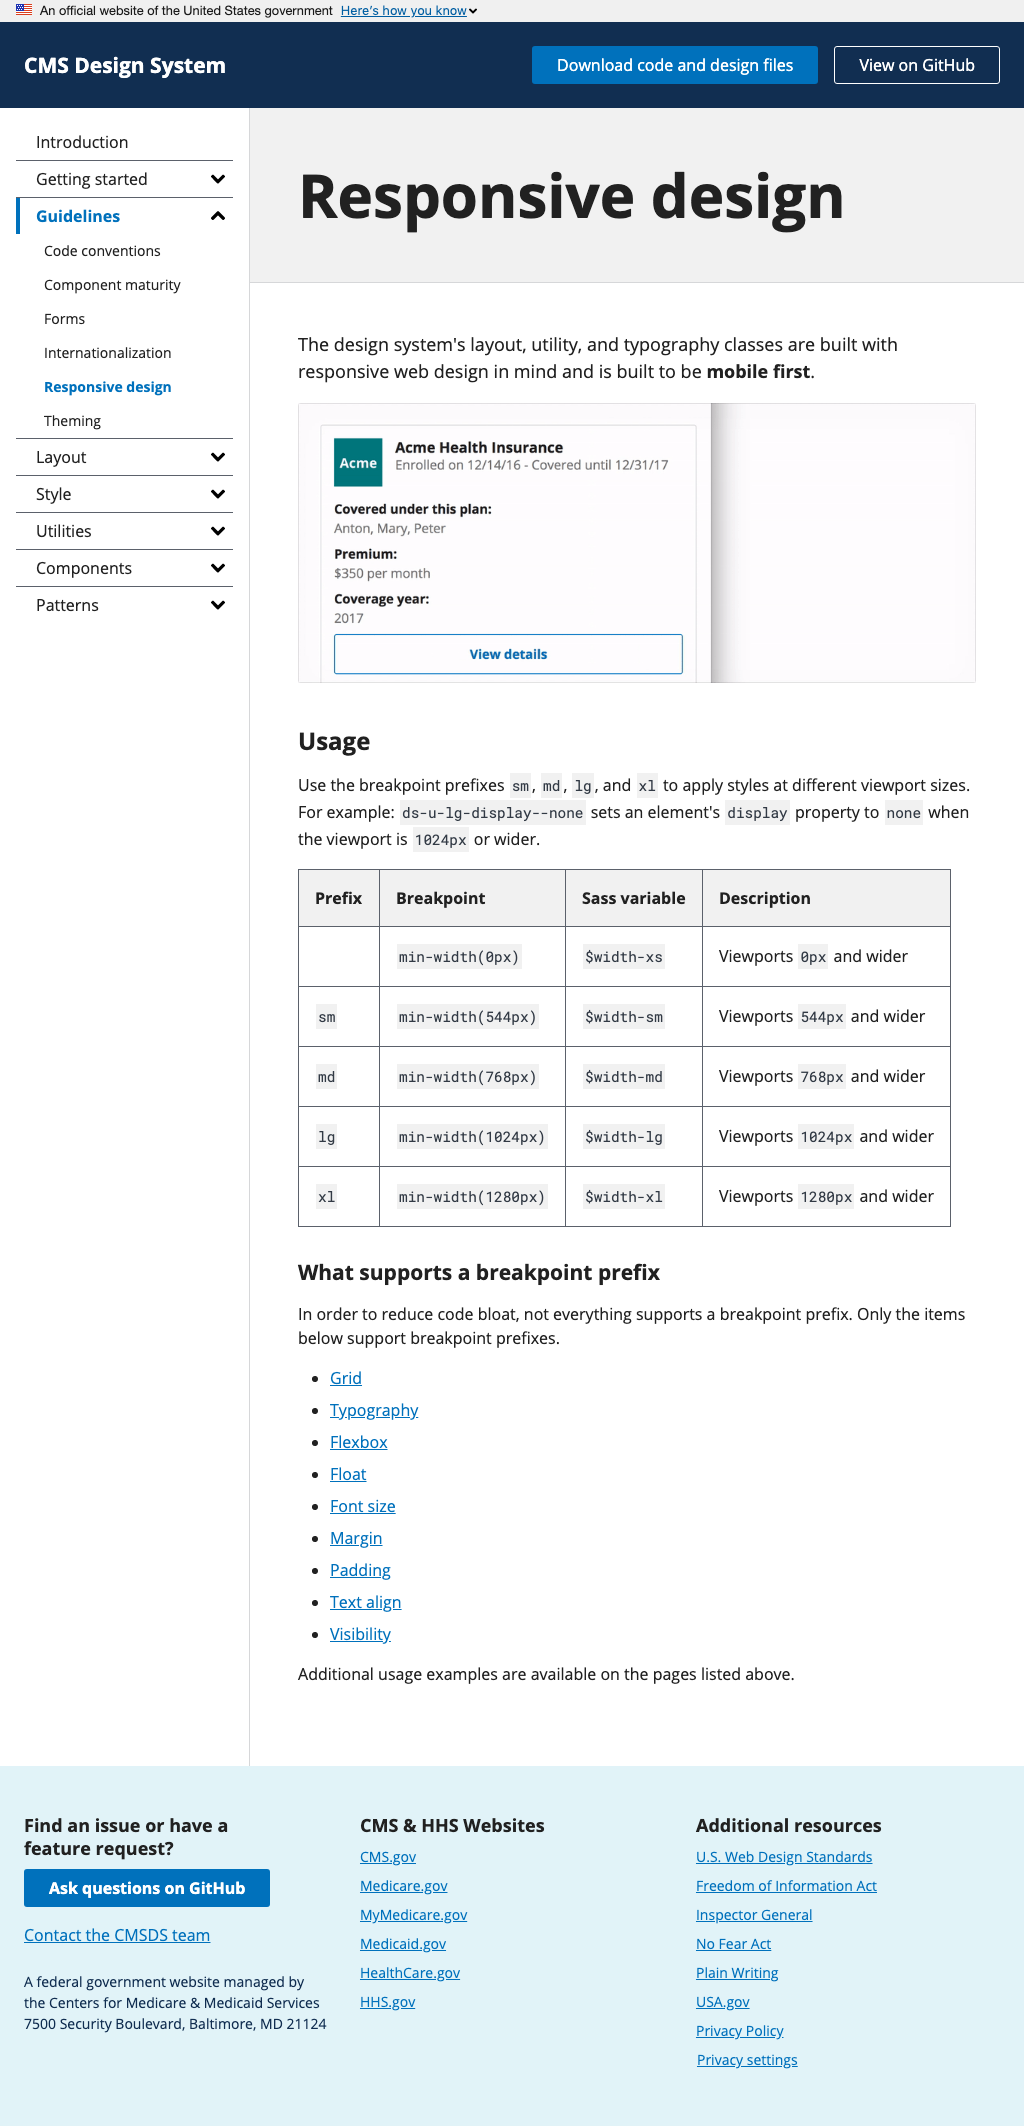 An official website of the United States government Here's how you know
CMS Design System
Download code and design files
View on GitHub
Introduction
Getting started
Guidelines
Code conventions
Component maturity
Forms
Internationalization
Responsive design
Theming
Layout
Style
Utilities
Components
Patterns
Responsive design
The design system's layout, utility, and typography classes are built with
responsive web design in mind and is built to be mobile first.
Acme
Acme Health Insurance
Enrolled on 12/14/16 - Covered until 12/31/17
Covered under this plan:
Anton, Mary, Peter
Premium:
$350 per month
Coverage year:
2017
View details
Usage
Use the breakpoint prefixes sm, md, lg, and xl to apply styles at different viewport sizes.
For example: ds-u-lg-display--none sets an element's display property to none when
the viewport is 1024px or wider.
Prefix Breakpoint Sass variable Description
min-width(0px) $width-xs Viewports 0px and wider
sm min-width(544px) $width-sm Viewports 544px and wider
md min-width(768px) $width-md Viewports 768px and wider
lg min-width(1024px) $width-lg Viewports 1024px and wider
xl min-width(1280px) $width-xl Viewports 1280px and wider
What supports a breakpoint prefix
In order to reduce code bloat, not everything supports a breakpoint prefix. Only the items
below support breakpoint prefixes.
Grid
Typography
Flexbox
Float
Font size
Margin
Padding
Text align
Visibility
Additional usage examples are available on the pages listed above.
Find an issue or have a
feature request?
Ask questions on GitHub
Contact the CMSDS team
A federal government website managed by
the Centers for Medicare & Medicaid Services
7500 Security Boulevard, Baltimore, MD 21124
CMS & HHS Websites
CMS.gov
Medicare.gov
MyMedicare.gov
Medicaid.gov
HealthCare.gov
HHS.gov
Additional resources
U.S. Web Design Standards
Freedom of Information Act
Inspector General
No Fear Act
Plain Writing
USA.gov
Privacy Policy
Privacy settings